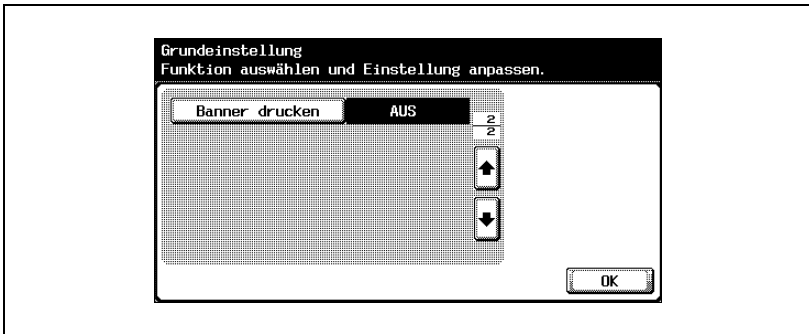 Grundeinstellung
Funktion auswählen und Einstellung anpassen.
Banner drucken AUS
2
2
OK